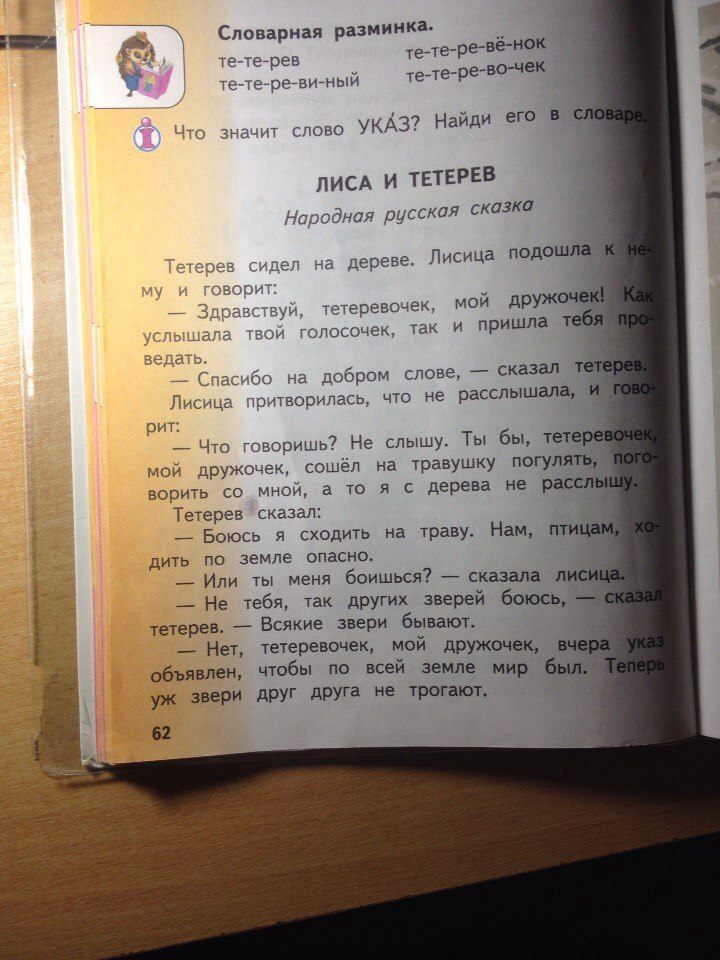 Словарная разминка.
те-те-рев те-те-ре-вё-нок
те-те-ре-ви-ный те-те-ре-во-чек
i Что значит слово УКА́З? Найди его в словаре.
ЛИСА И ТЕТЕРЕВ
Народная русская сказка
Тетерев сидел на дереве. Лисица подошла к не-
му и говорит:
— Здравствуй, тетеревочек, мой дружочек! Как
услышала твой голосочек, так и пришла тебя про-
ведать.
— Спасибо на добром слове, — сказал тетерев.
Лисица притворилась, что не расслышала, и гово-
рит:
— Что говоришь? Не слышу. Ты бы, тетеревочек,
мой дружочек, сошёл на травушку погулять, пого-
ворить со мной, а то я с дерева не расслышу.
Тетерев сказал:
— Боюсь я сходить на траву. Нам, птицам, хо-
дить по земле опасно.
— Или ты меня боишься? — сказала лисица.
— Не тебя, так других зверей боюсь, — сказал
тетерев. — Всякие звери бывают.
— Нет, тетеревочек, мой дружочек, вчера указ
объявлен, чтобы по всей земле мир был. Теперь
уж звери друг друга не трогают.
62